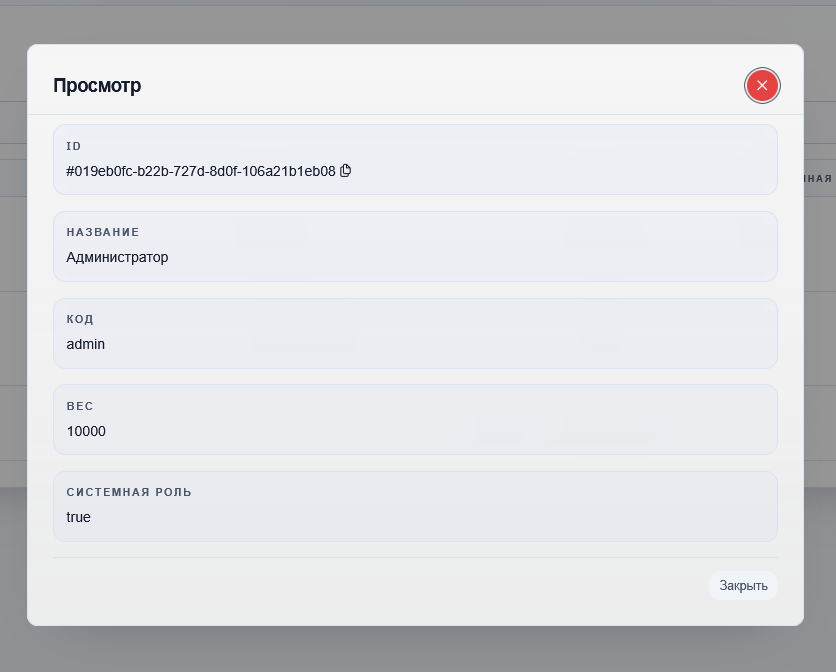 Просмотр
ID
#019eb0fc-b22b-727d-8d0f-106a21b1eb08
НАЗВАНИЕ
Администратор
КОД
admin
ВЕС
10000
СИСТЕМНАЯ РОЛЬ
true
Закрыть